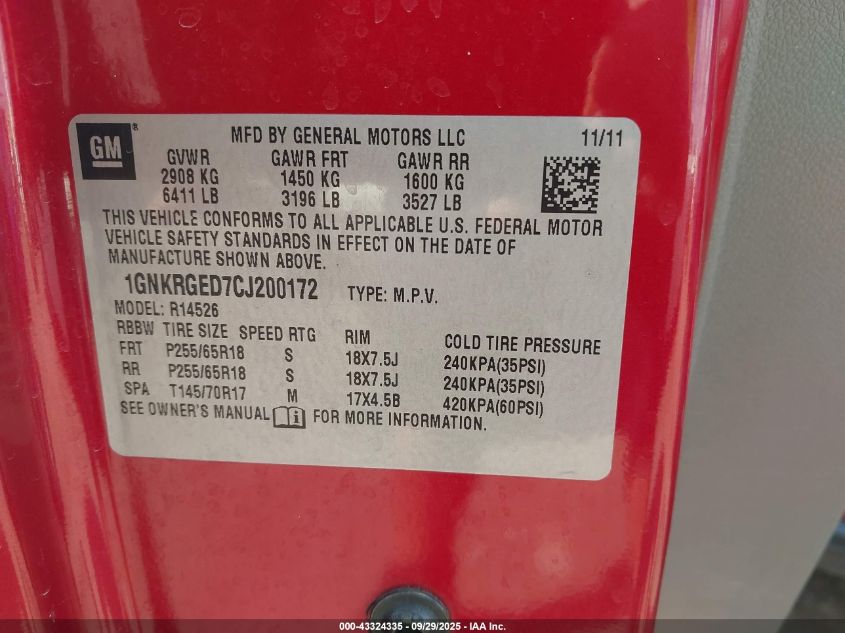 GM ®
MFD BY GENERAL MOTORS LLC 11/11
GVWR GAWR FRT GAWR RR
2908 KG 1450 KG 1600 KG
6411 LB 3196 LB 3527 LB
THIS VEHICLE CONFORMS TO ALL APPLICABLE U.S. FEDERAL MOTOR
VEHICLE SAFETY STANDARDS IN EFFECT ON THE DATE OF
MANUFACTURE SHOWN ABOVE.
1GNKRGED7CJ200172 TYPE: M.P.V.
MODEL: R14526
RBBW TIRE SIZE SPEED RTG RIM COLD TIRE PRESSURE
FRT P255/65R18 S 18X7.5J 240KPA(35PSI)
RR P255/65R18 S 18X7.5J 240KPA(35PSI)
SPA T145/70R17 M 17X4.5B 420KPA(60PSI)
SEE OWNER'S MANUAL i FOR MORE INFORMATION.
000-43324335 - 09/29/2025 - IAA Inc.